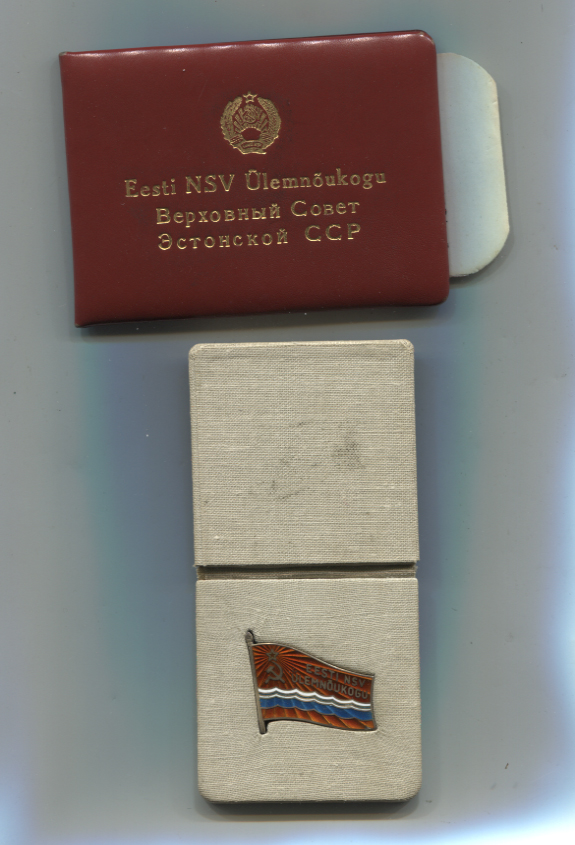 Eesti NSV Ülemnõukogu
Верховный Совет
Эстонской ССР
EESTI NSV
ÜLEMNÕUKOGU